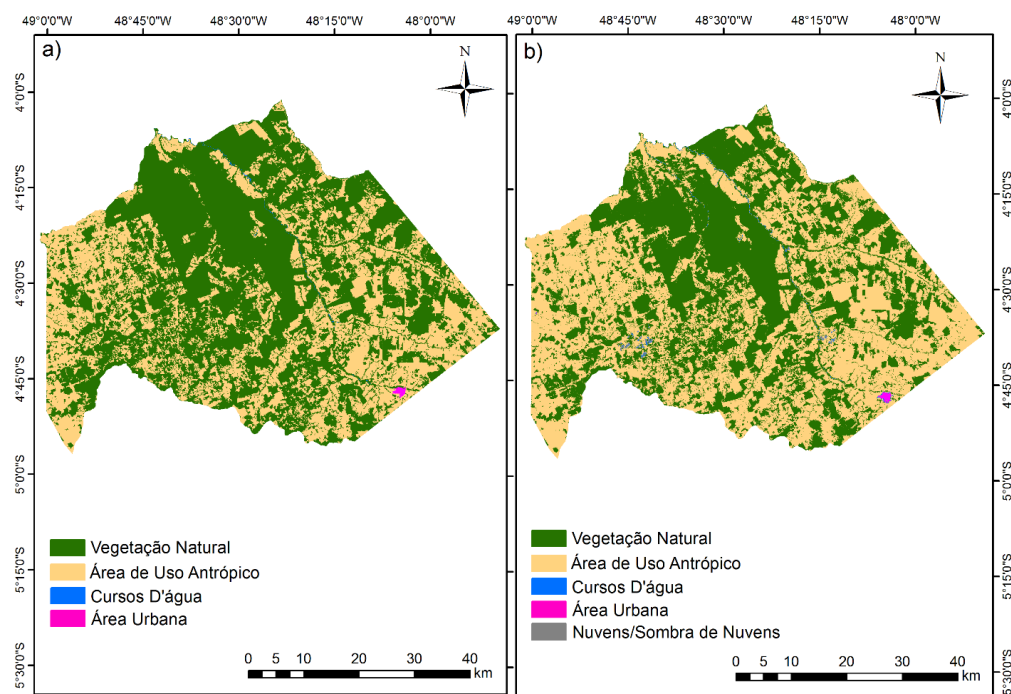 49°0'0"W 48°45'0"W 48°30'0"W 48°15'0"W 48°0'0"W
a)
N
4°0'0"S
4°15'0"S
4°30'0"S
4°45'0"S
5°0'0"S
5°15'0"S
5°30'0"S
Vegetação Natural
Área de Uso Antrópico
Cursos D'água
Área Urbana
0 5 10 20 30 40
km
49°0'0"W 48°45'0"W 48°30'0"W 48°15'0"W 48°0'0"W
b)
N
4°0'0"S
4°15'0"S
4°30'0"S
4°45'0"S
5°0'0"S
5°15'0"S
5°30'0"S
Vegetação Natural
Área de Uso Antrópico
Cursos D'água
Área Urbana
Nuvens/Sombra de Nuvens
0 5 10 20 30 40
km